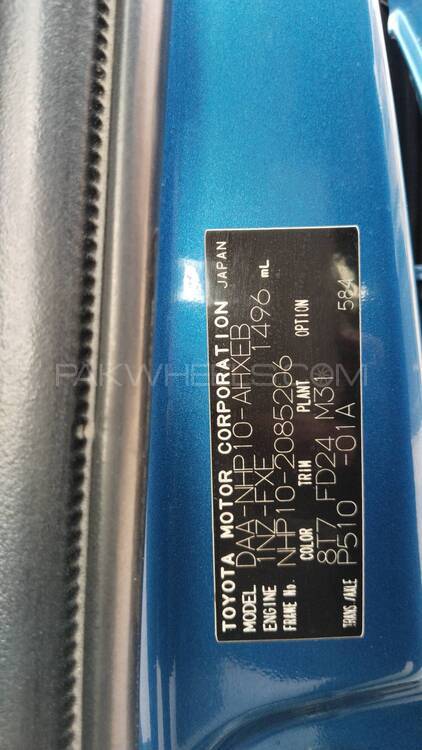 TOYOTA MOTOR CORPORATION JAPAN
MODEL DAA-NHP10-AHXEB
ENGINE 1NZ-FXE 1496 mL
FRAME No. NHP10-2085206
COLOR TRIM PLANT OPTION
8T7 FD24 M34 584
TRANS/AXLE P510 -01A
PAKWHEELS.COM